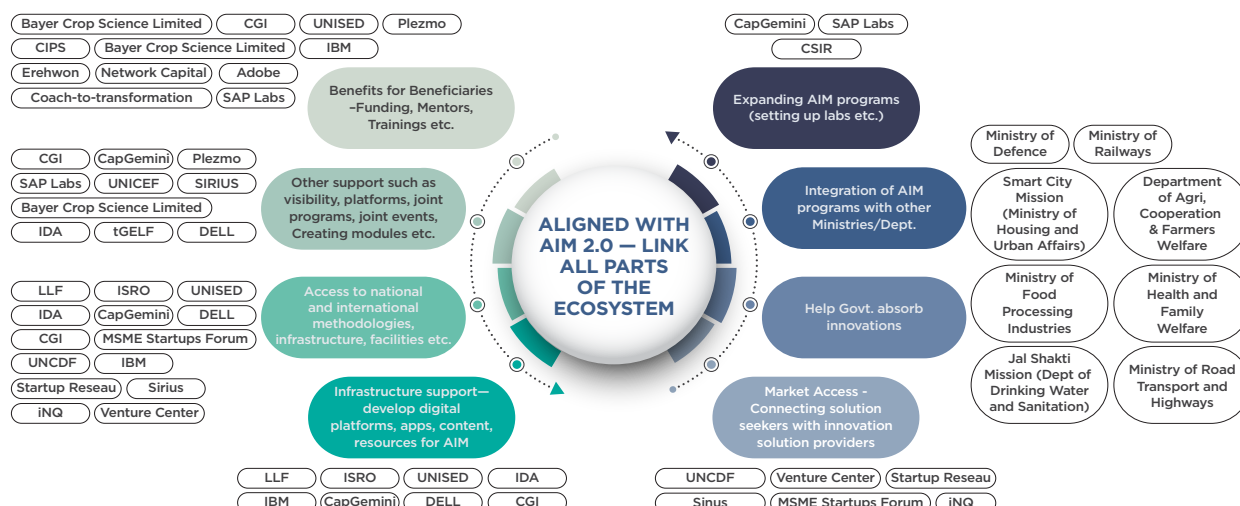 Bayer Crop Science Limited
CGI
UNISED
Plezmo
CIPS
Bayer Crop Science Limited
IBM
Erehwon
Network Capital
Adobe
Coach-to-transformation
SAP Labs
Benefits for Beneficiaries
–Funding, Mentors,
Trainings etc.
CGI
CapGemini
Plezmo
SAP Labs
UNICEF
SIRIUS
Bayer Crop Science Limited
IDA
tGELF
DELL
Other support such as
visibility, platforms, joint
programs, joint events,
Creating modules etc.
LLF
ISRO
UNISED
IDA
CapGemini
DELL
CGI
MSME Startups Forum
UNCDF
IBM
Startup Reseau
Sirius
iNQ
Venture Center
Access to national
and international
methodologies,
infrastructure, facilities etc.
Infrastructure support—
develop digital
platforms, apps, content,
resources for AIM
LLF
ISRO
UNISED
IDA
IBM
CapGemini
DELL
CGI
ALIGNED WITH
AIM 2.0 — LINK
ALL PARTS
OF THE
ECOSYSTEM
CapGemini
SAP Labs
CSIR
Expanding AIM programs
(setting up labs etc.)
Integration of AIM
programs with other
Ministries/Dept.
Ministry of
Defence
Ministry of
Railways
Smart City
Mission
(Ministry of
Housing and
Urban Affairs)
Department
of Agri,
Cooperation
& Farmers
Welfare
Ministry of
Food
Processing
Industries
Ministry of
Health and
Family
Welfare
Jal Shakti
Mission (Dept of
Drinking Water
and Sanitation)
Ministry of Road
Transport and
Highways
Help Govt. absorb
innovations
Market Access -
Connecting solution
seekers with innovation
solution providers
UNCDF
Venture Center
Startup Reseau
Sirius
MSME Startups Forum
iNQ